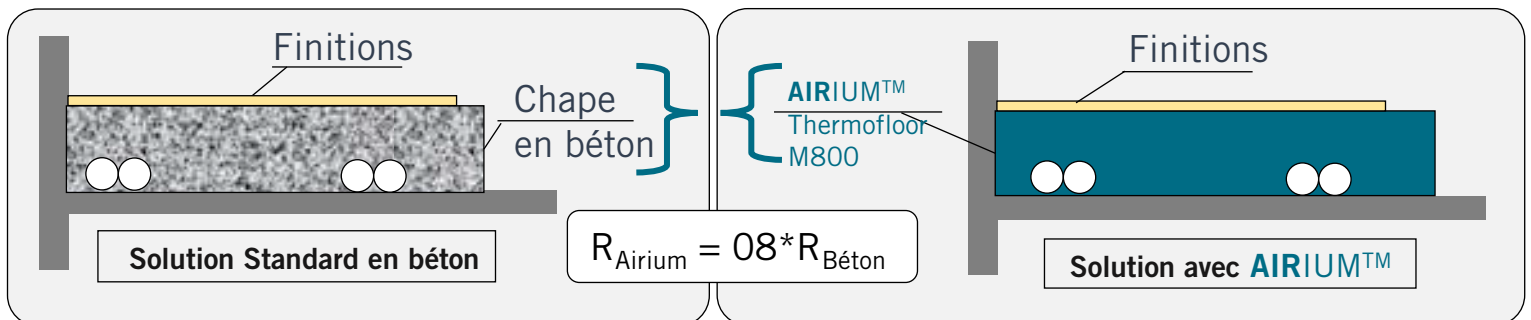 Finitions
Chape
en béton
Solution Standard en béton
R_Airium = 08*R_Béton
AIRIUM™
Thermofloor
M800
Finitions
Solution avec AIRIUM™